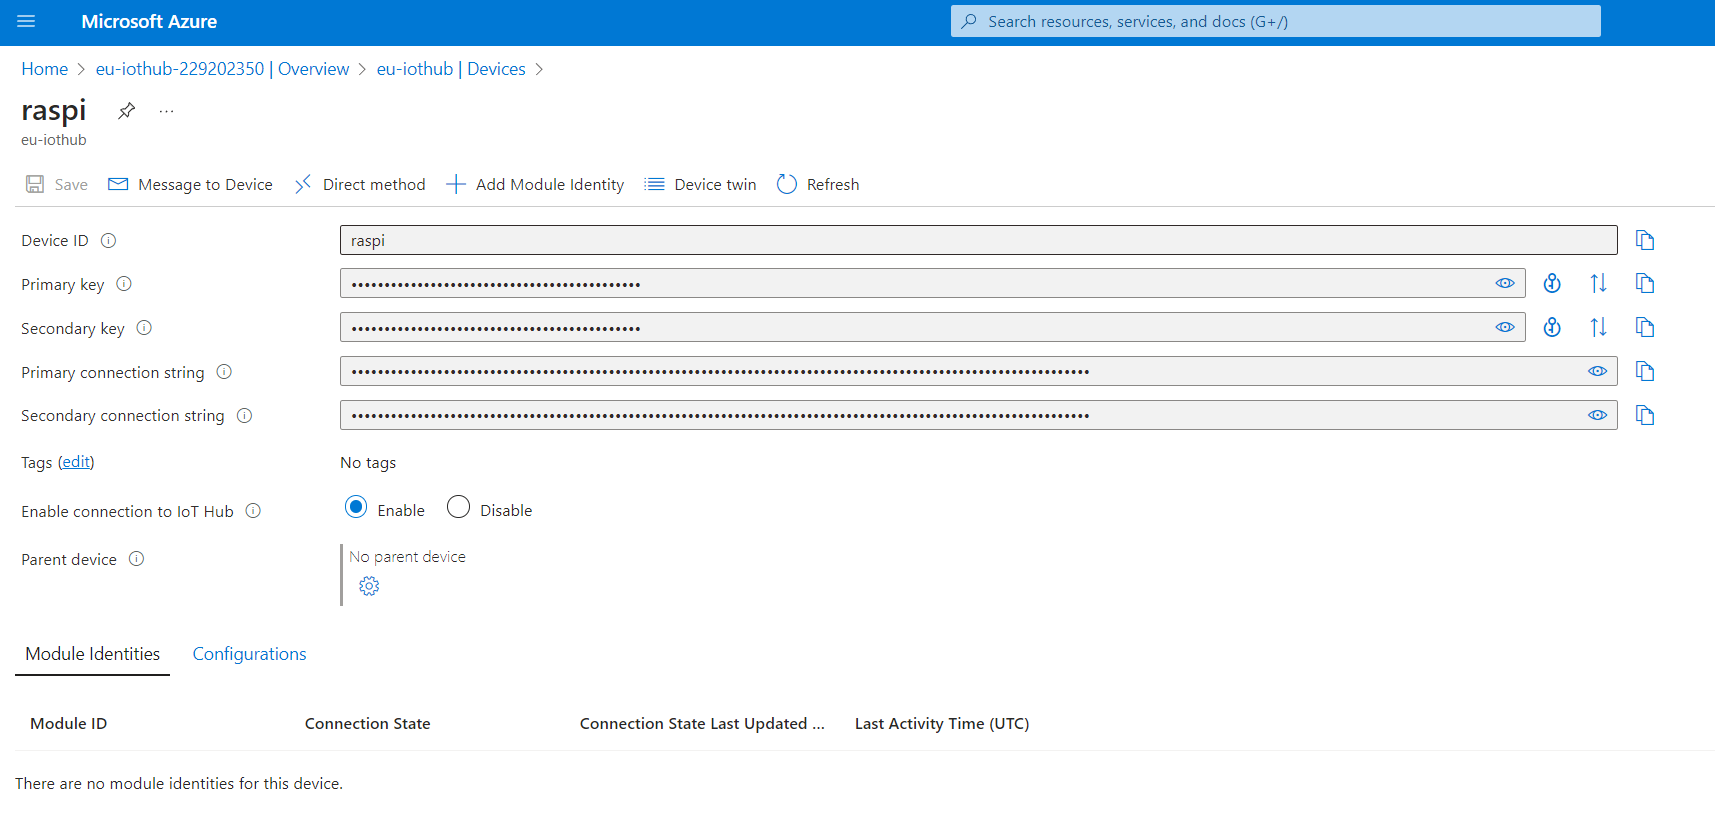 Microsoft Azure
Search resources, services, and docs (G+/)
Home > eu-iothub-229202350 | Overview > eu-iothub | Devices >
raspi ...
eu-iothub
Save Message to Device Direct method Add Module Identity Device twin Refresh
Device ID raspi
Primary key ••••••••••••••••••••••••••••••••••••••••••••
Secondary key ••••••••••••••••••••••••••••••••••••••••••••
Primary connection string ••••••••••••••••••••••••••••••••••••••••••••••••••••••••••••••••••••••••••••••••••••••••••••••••••••••••••••••••
Secondary connection string ••••••••••••••••••••••••••••••••••••••••••••••••••••••••••••••••••••••••••••••••••••••••••••••••••••••••••••••••
Tags (edit) No tags
Enable connection to IoT Hub Enable Disable
Parent device No parent device
Module Identities Configurations
Module ID Connection State Connection State Last Updated ... Last Activity Time (UTC)
There are no module identities for this device.